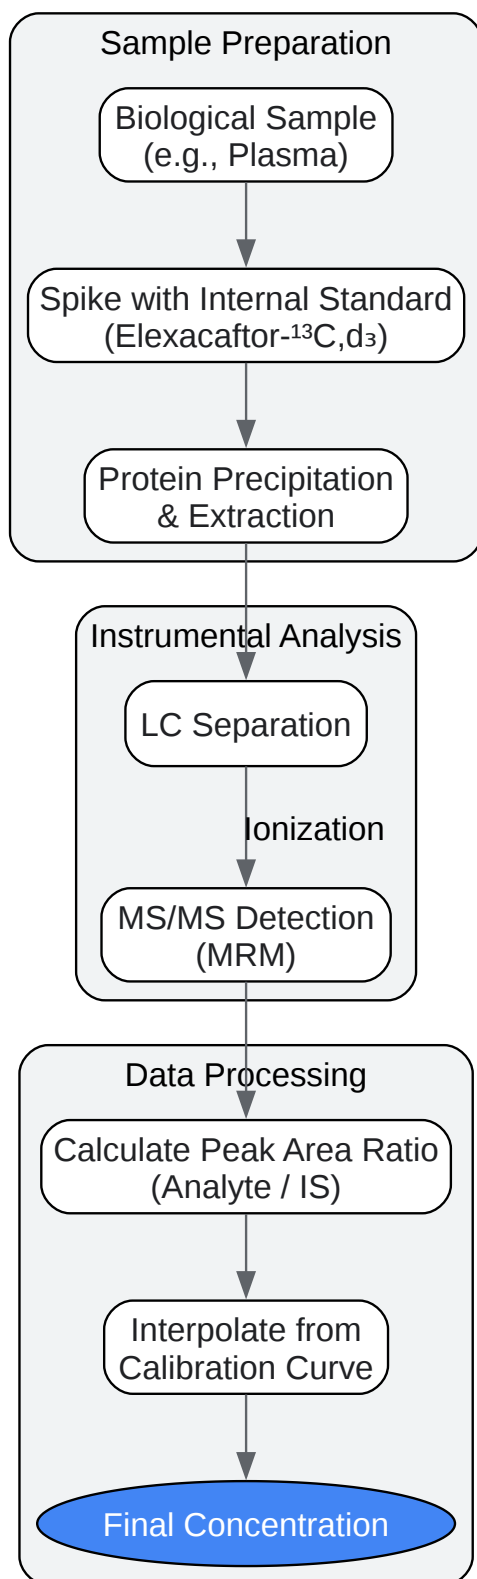 Sample Preparation
Biological Sample
(e.g., Plasma)
Spike with Internal Standard
(Elexacaftor-¹³C,d₃)
Protein Precipitation
& Extraction
Instrumental Analysis
LC Separation
Ionization
MS/MS Detection
(MRM)
Data Processing
Calculate Peak Area Ratio
(Analyte / IS)
Interpolate from
Calibration Curve
Final Concentration